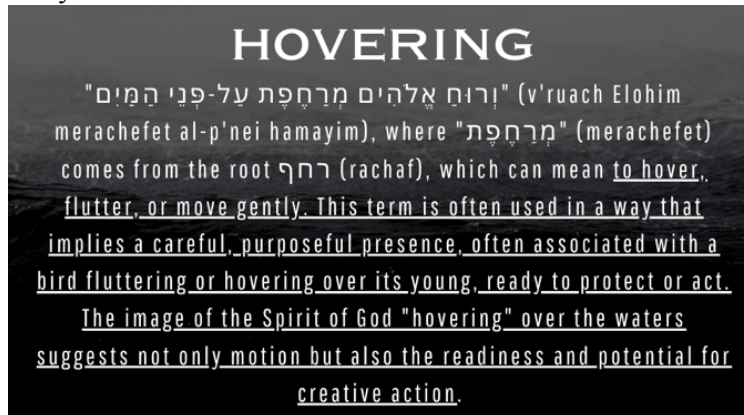 HOVERING
"וְרוּחַ אֱלֹהִים מְרַחֶפֶת עַל-פְּנֵי הַמַּיִם" (v'ruach Elohim
merachefet al-p'nei hamayim), where "מְרַחֶפֶת" (merachefet)
comes from the root רחף (rachaf), which can mean to hover,
flutter, or move gently. This term is often used in a way that
implies a careful, purposeful presence, often associated with a
bird fluttering or hovering over its young, ready to protect or act.
The image of the Spirit of God "hovering" over the waters
suggests not only motion but also the readiness and potential for
creative action.